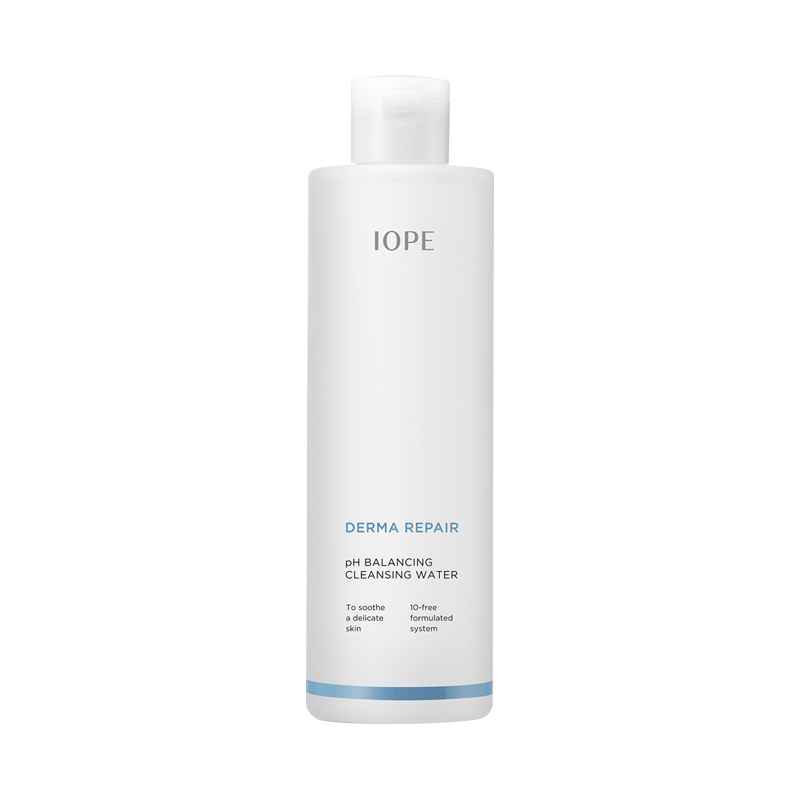 IOPE
DERMA REPAIR
pH BALANCING
CLEANSING WATER
To soothe
a delicate
skin
10-free
formulated
system